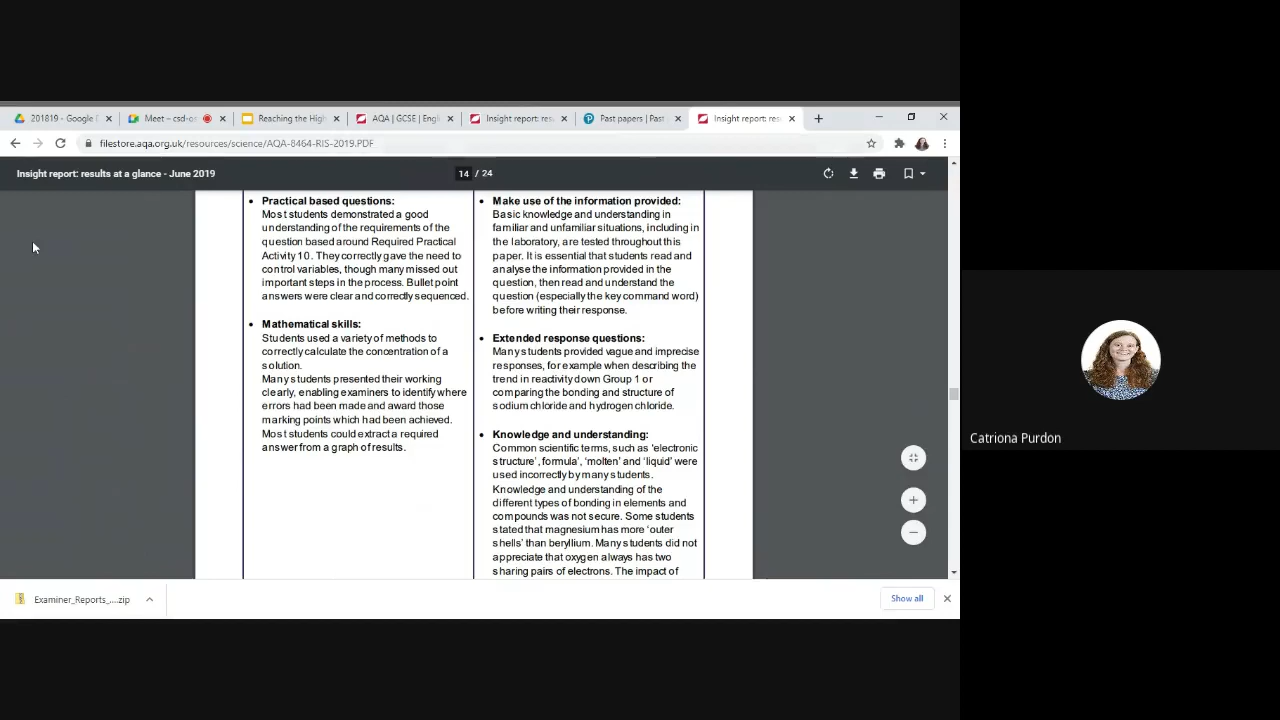 201819 - Google
Meet – csd-o
Reaching the High
AQA | GCSE | Engl
Insight report: res
Past papers | Past
Insight report: res
filestore.aqa.org.uk/resources/science/AQA-8464-RIS-2019.PDF
Insight report: results at a glance - June 2019
14 / 24
• Practical based questions:
Most students demonstrated a good
understanding of the requirements of the
question based around Required Practical
Activity 10. They correctly gave the need to
control variables, though many missed out
important steps in the process. Bullet point
answers were clear and correctly sequenced.
• Mathematical skills:
Students used a variety of methods to
correctly calculate the concentration of a
solution.
Many students presented their working
clearly, enabling examiners to identify where
errors had been made and award those
marking points which had been achieved.
Most students could extract a required
answer from a graph of results.
• Make use of the information provided:
Basic knowledge and understanding in
familiar and unfamiliar situations, including in
the laboratory, are tested throughout this
paper. It is essential that students read and
analyse the information provided in the
question, then read and understand the
question (especially the key command word)
before writing their response.
• Extended response questions:
Many students provided vague and imprecise
responses, for example when describing the
trend in reactivity down Group 1 or
comparing the bonding and structure of
sodium chloride and hydrogen chloride.
• Knowledge and understanding:
Common scientific terms, such as ‘electronic
structure’, formula’, ‘molten’ and ‘liquid’ were
used incorrectly by many students.
Knowledge and understanding of the
different types of bonding in elements and
compounds was not secure. Some students
stated that magnesium has more ‘outer
shells’ than beryllium. Many students did not
appreciate that oxygen always has two
sharing pairs of electrons. The impact of
Catriona Purdon
Examiner_Reports_....zip
Show all